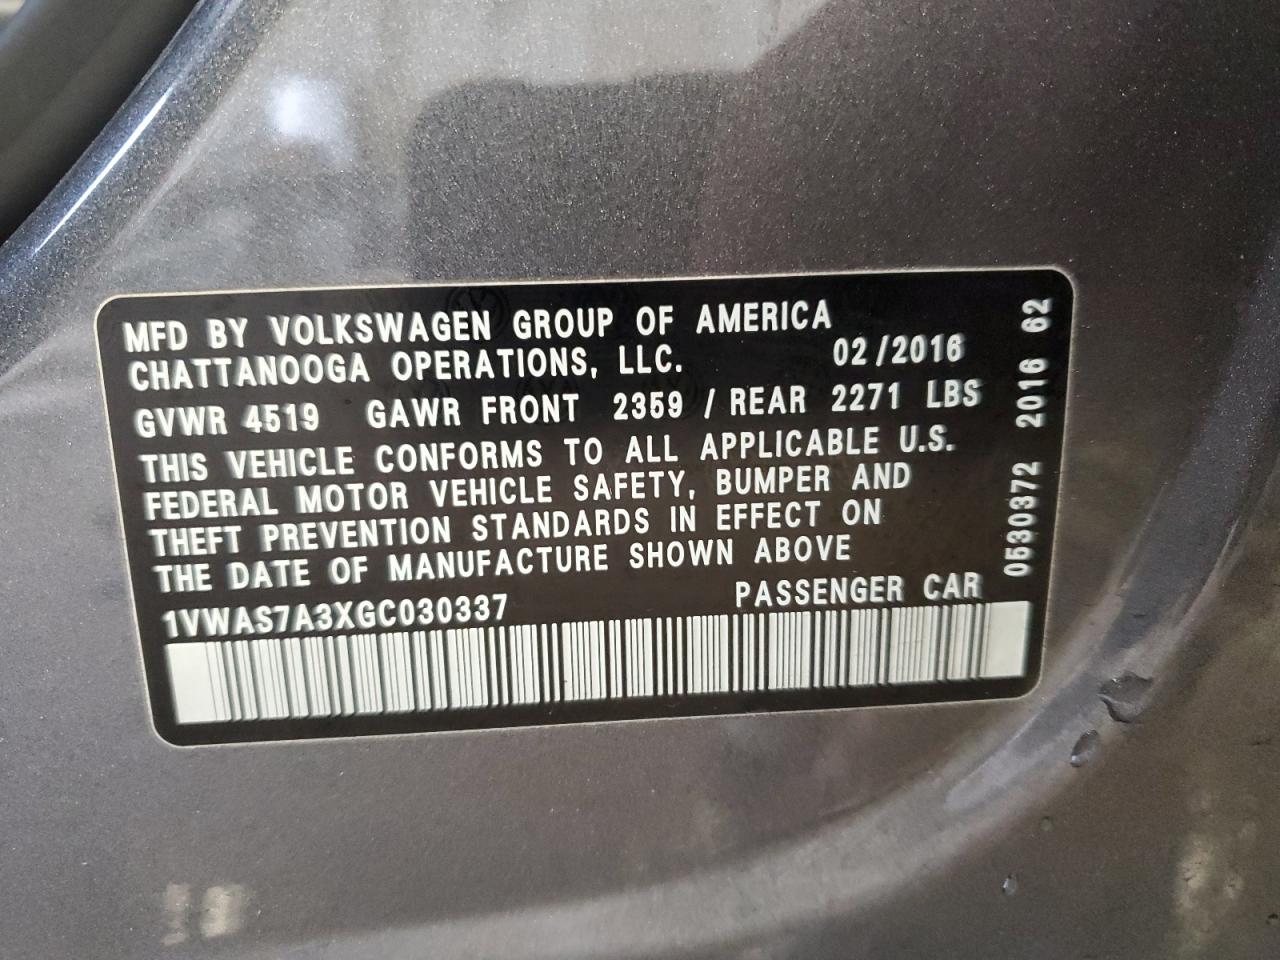 MFD BY VOLKSWAGEN GROUP OF AMERICA
CHATTANOOGA OPERATIONS, LLC. 02/2016
GVWR 4519 GAWR FRONT 2359 / REAR 2271 LBS
THIS VEHICLE CONFORMS TO ALL APPLICABLE U.S.
FEDERAL MOTOR VEHICLE SAFETY, BUMPER AND
THEFT PREVENTION STANDARDS IN EFFECT ON
THE DATE OF MANUFACTURE SHOWN ABOVE
1VWAS7A3XGC030337 PASSENGER CAR
0530372 2016 62